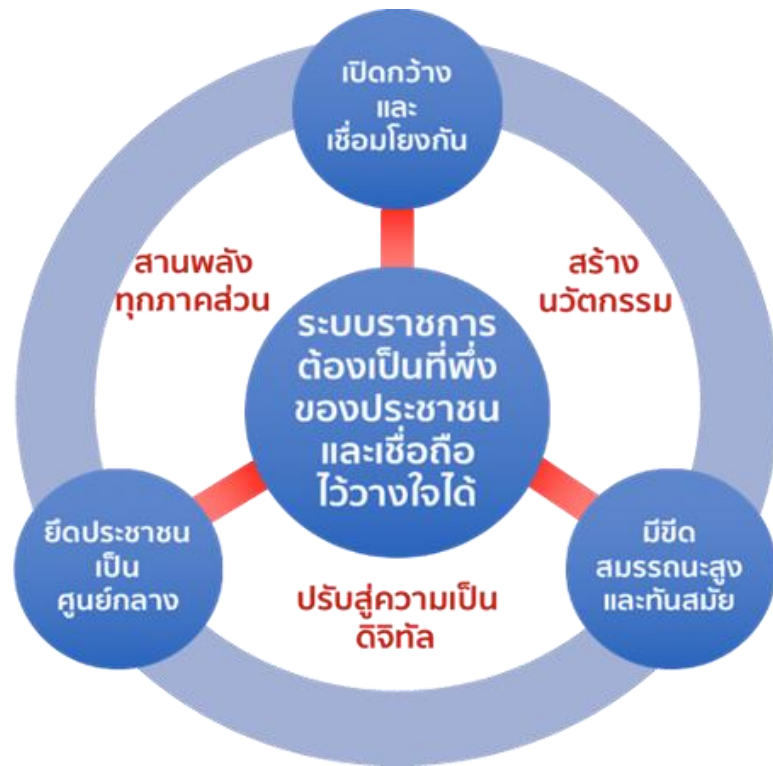 เปิดกว้าง
และ
เชื่อมโยงกัน
สานพลัง
ทุกภาคส่วน
สร้าง
นวัตกรรม
ระบบราชการ
ต้องเป็นที่พึ่ง
ของประชาชน
และเชื่อถือ
ไว้วางใจได้
ยึดประชาชน
เป็น
ศูนย์กลาง
มีขีด
สมรรถนะสูง
และทันสมัย
ปรับสู่ความเป็น
ดิจิทัล